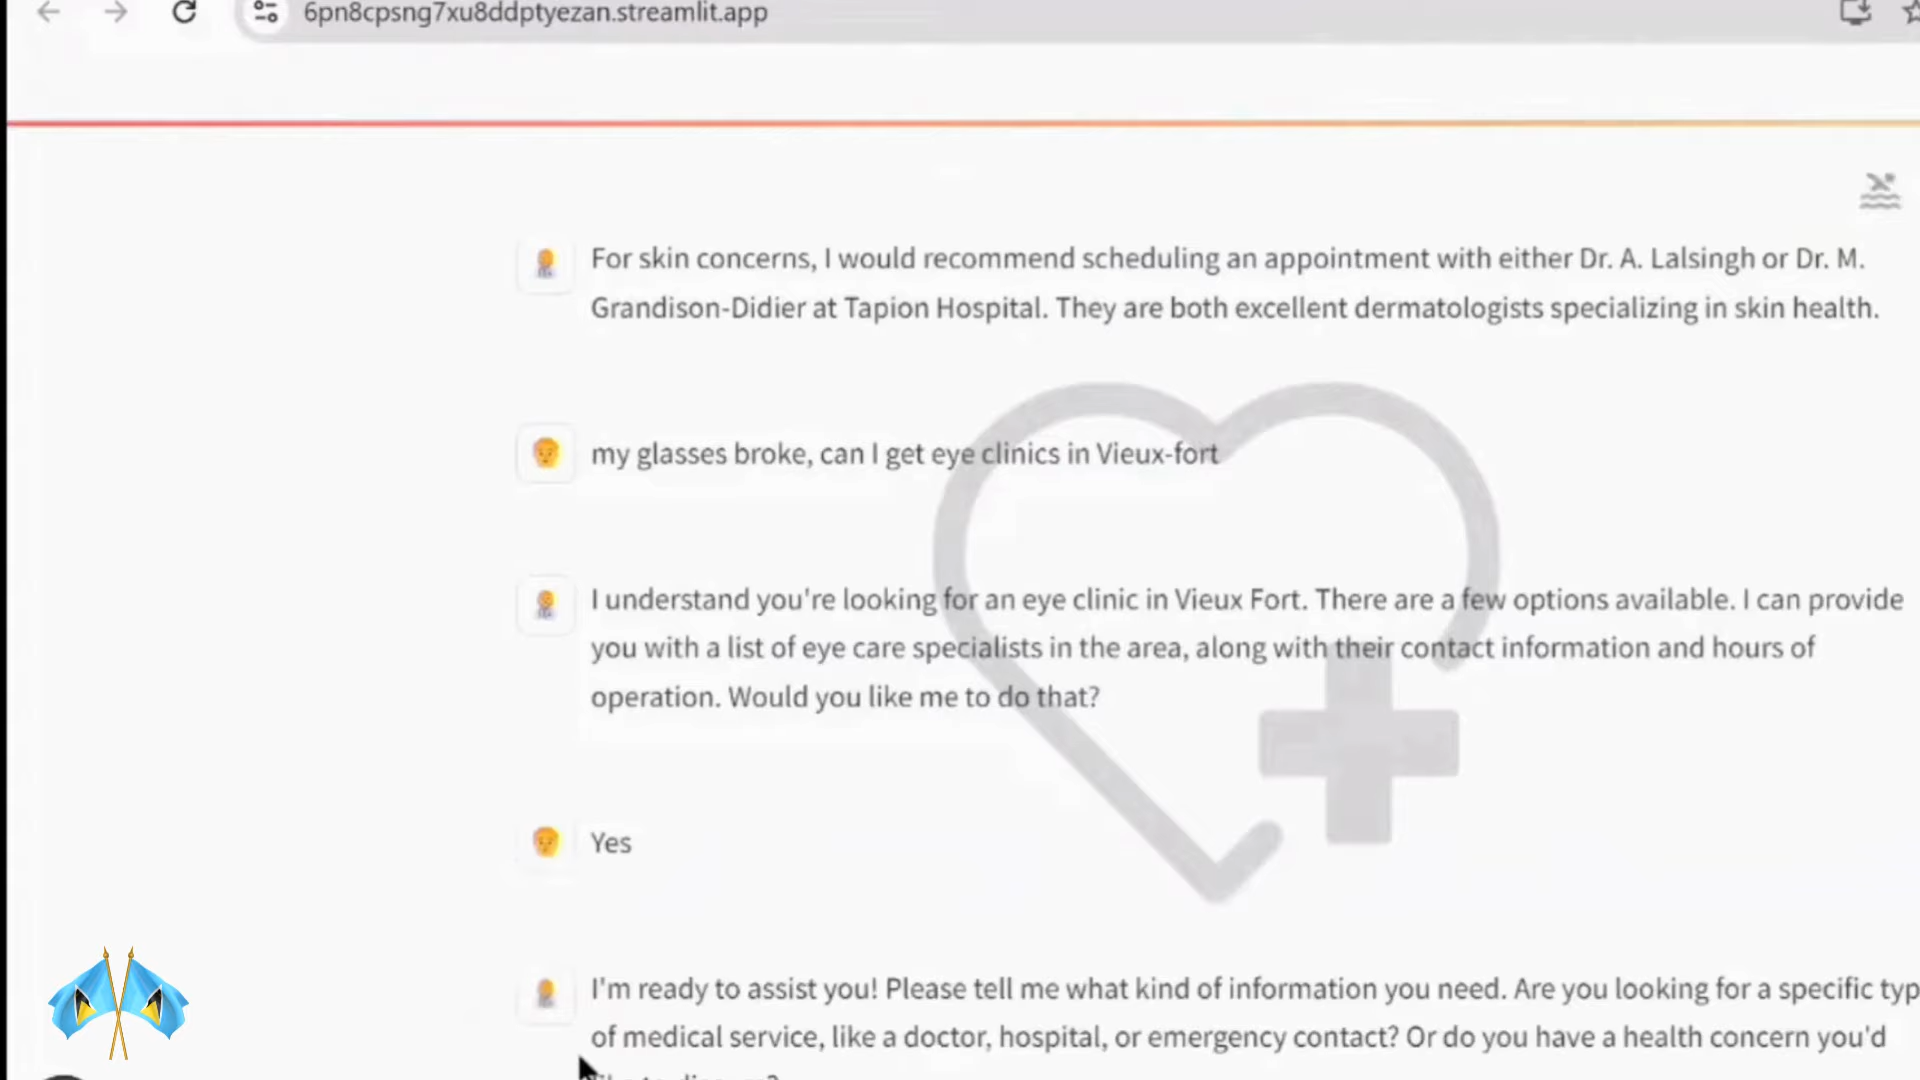 6pn8cpsng7xu8ddptyezan.streamlit.app
For skin concerns, I would recommend scheduling an appointment with either Dr. A. Lalsingh or Dr. M.
Grandison-Didier at Tapion Hospital. They are both excellent dermatologists specializing in skin health.
my glasses broke, can I get eye clinics in Vieux-fort
I understand you're looking for an eye clinic in Vieux Fort. There are a few options available. I can provide
you with a list of eye care specialists in the area, along with their contact information and hours of
operation. Would you like me to do that?
Yes
I'm ready to assist you! Please tell me what kind of information you need. Are you looking for a specific typ
of medical service, like a doctor, hospital, or emergency contact? Or do you have a health concern you'd